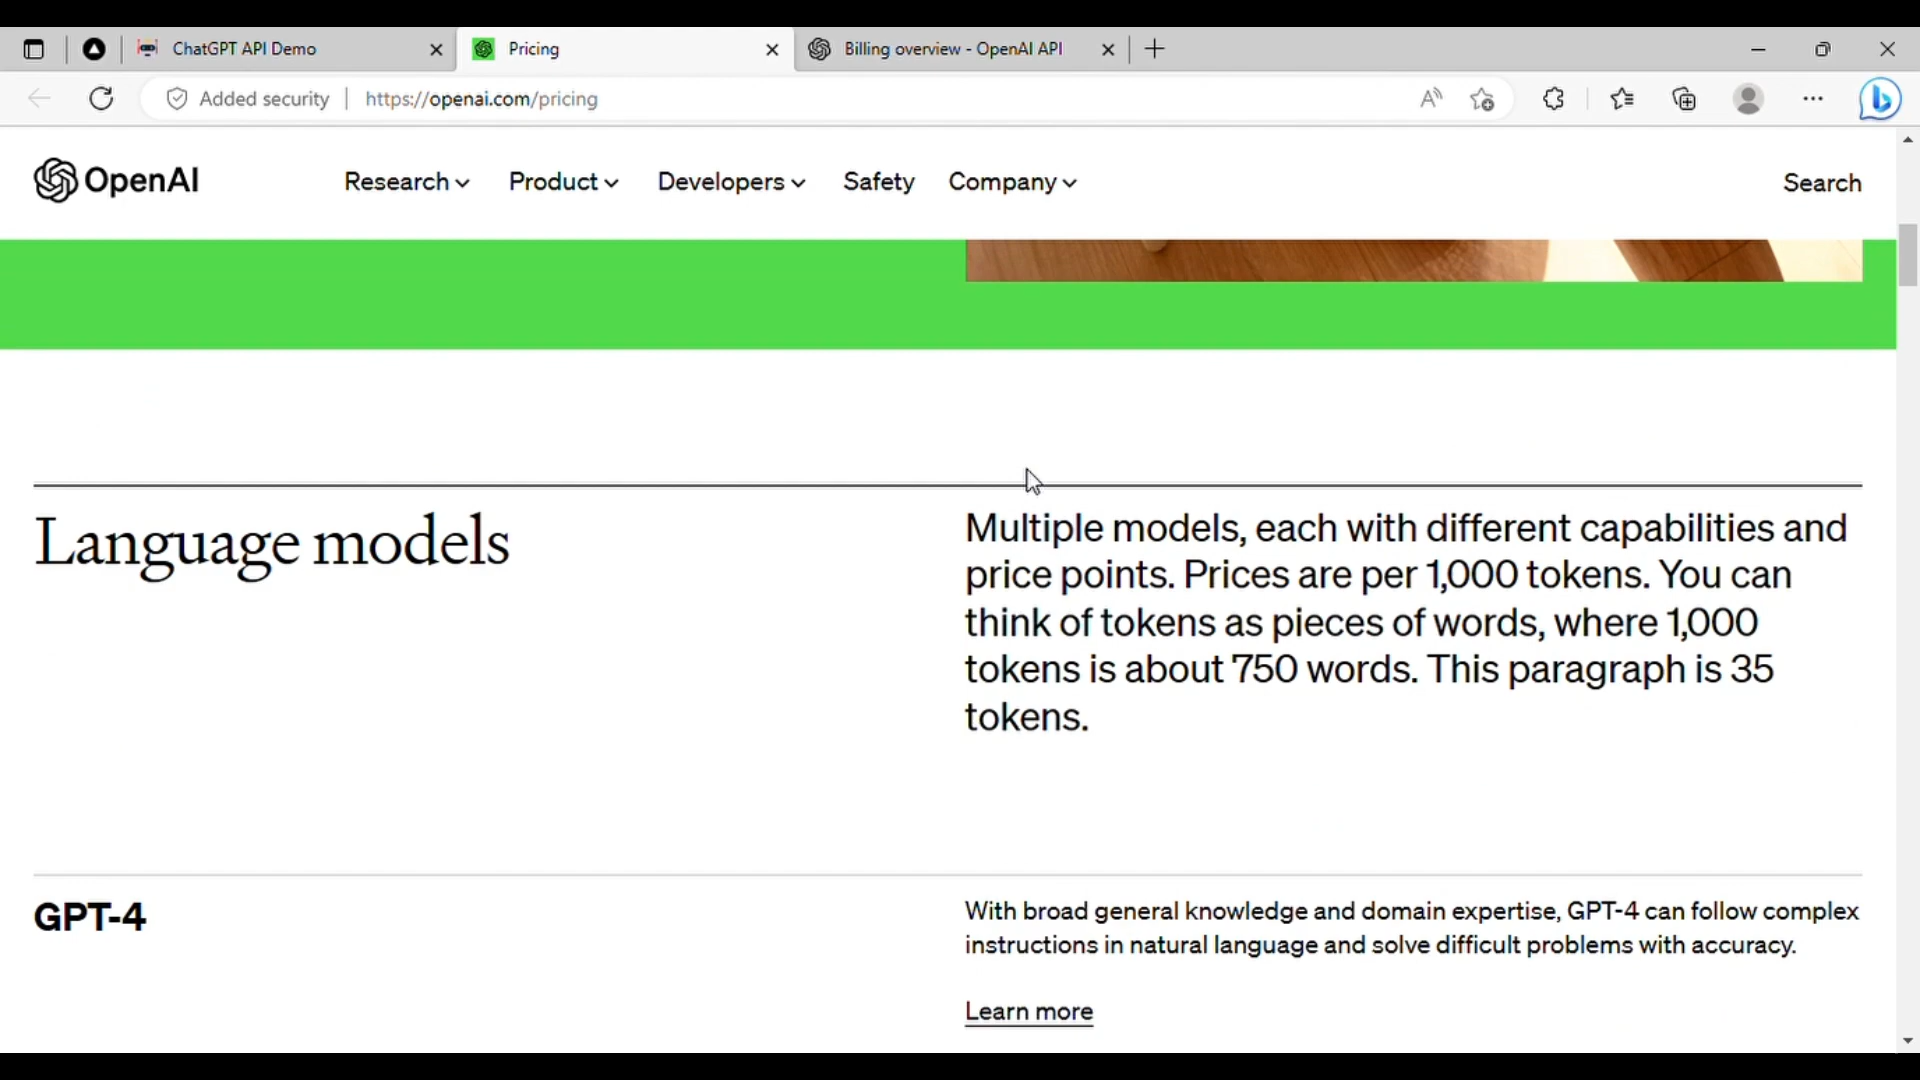 ChatGPT API Demo
Pricing
Billing overview - OpenAI API
Added security
https://openai.com/pricing
OpenAI
Research
Product
Developers
Safety
Company
Search
Language models
Multiple models, each with different capabilities and
price points. Prices are per 1,000 tokens. You can
think of tokens as pieces of words, where 1,000
tokens is about 750 words. This paragraph is 35
tokens.
GPT-4
With broad general knowledge and domain expertise, GPT-4 can follow complex
instructions in natural language and solve difficult problems with accuracy.
Learn more